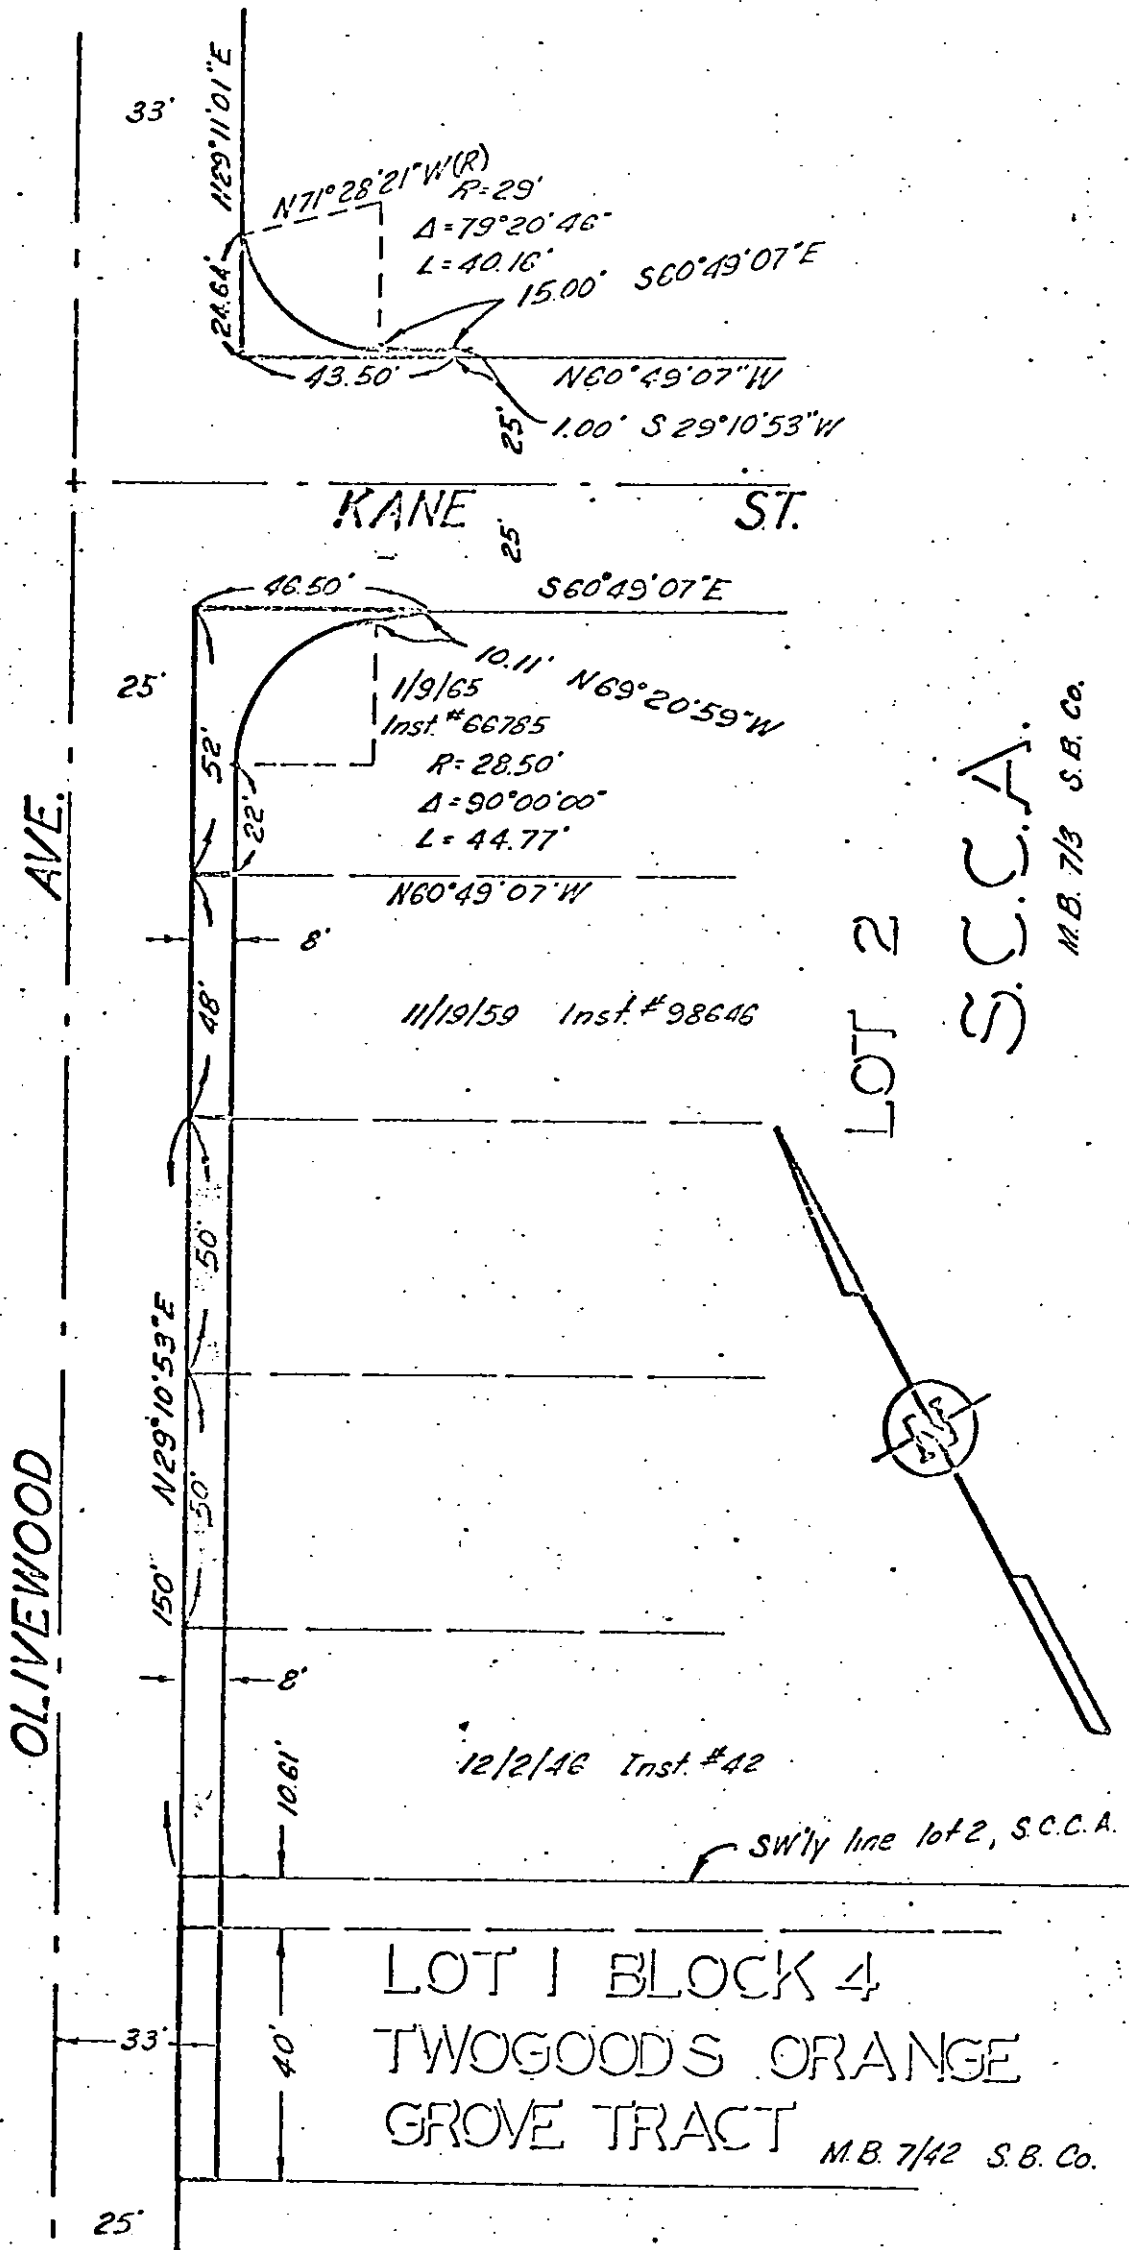 33'
N29°11'01"E
N71°28'21"W(R)
R=29'
Δ=79°20'46"
L=40.16'
15.00' S60°49'07"E
24.64'
43.50'
N60°49'07"W
1.00' S29°10'53"W
25'
KANE ST.
25'
46.50'
S60°49'07"E
10.11' N69°20'59"W
25'
1/9/65
Inst. #66785
R=28.50'
Δ=90°00'00"
L=44.77'
52'
22'
N60°49'07"W
8'
48'
11/19/59 Inst. #98646
LOT 2
S.C.C.A.
M.B. 7/3 S.B. Co.
OLIVEWOOD AVE.
50'
150' N29°10'53"E
50'
N
8'
12/2/46 Inst. #42
10.61'
SW'ly line lot 2, S.C.C.A.
LOT 1 BLOCK 4
TWOGOODS ORANGE
GROVE TRACT
M.B. 7/42 S.B. Co.
33'
40'
25'